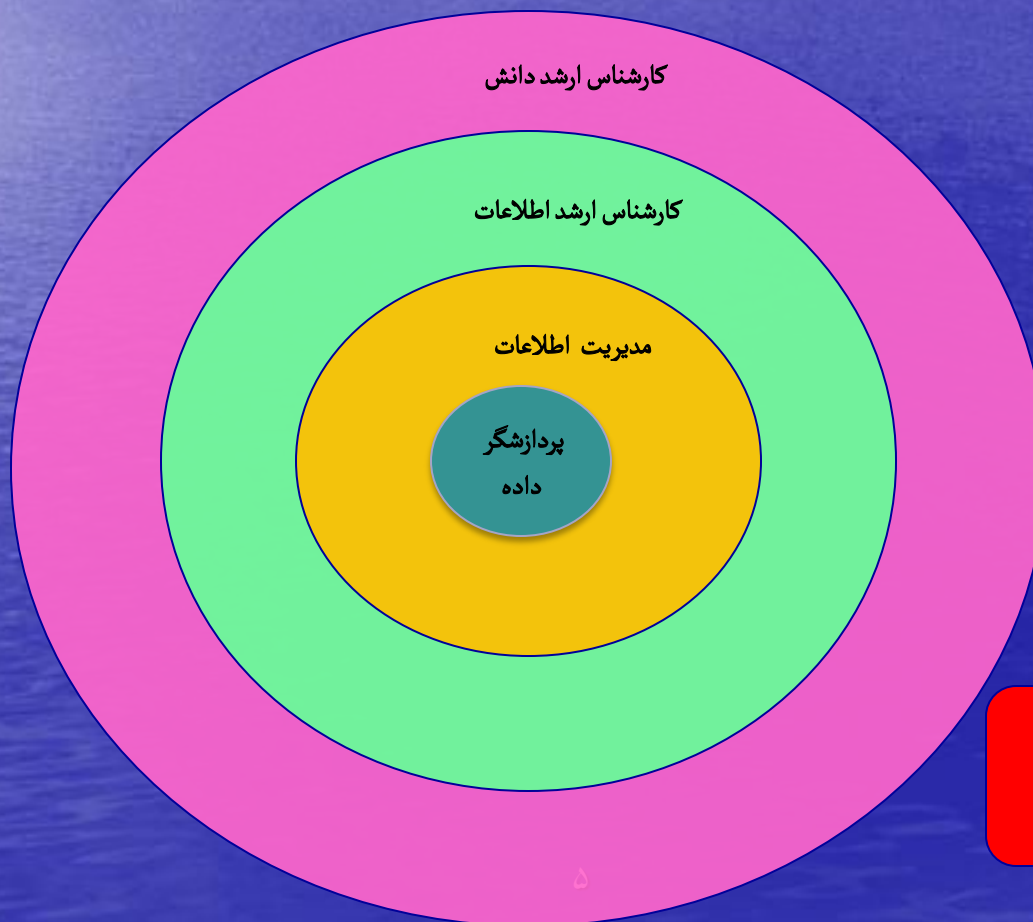 کارشناس ارشد دانش
کارشناس ارشد اطلاعات
مدیریت اطلاعات
پردازشگر
داده
۵